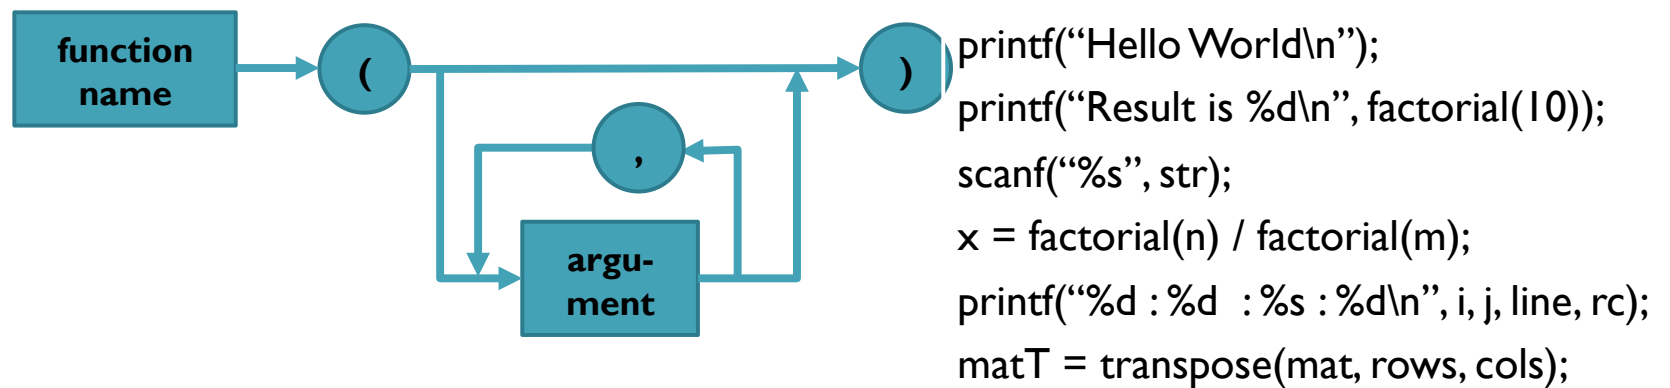 function
name
(
)
,
argu-
ment
printf(“Hello World\n”);
printf(“Result is %d\n”, factorial(10));
scanf(“%s”, str);
x = factorial(n) / factorial(m);
printf(“%d : %d  : %s : %d\n”, i, j, line, rc);
matT = transpose(mat, rows, cols);